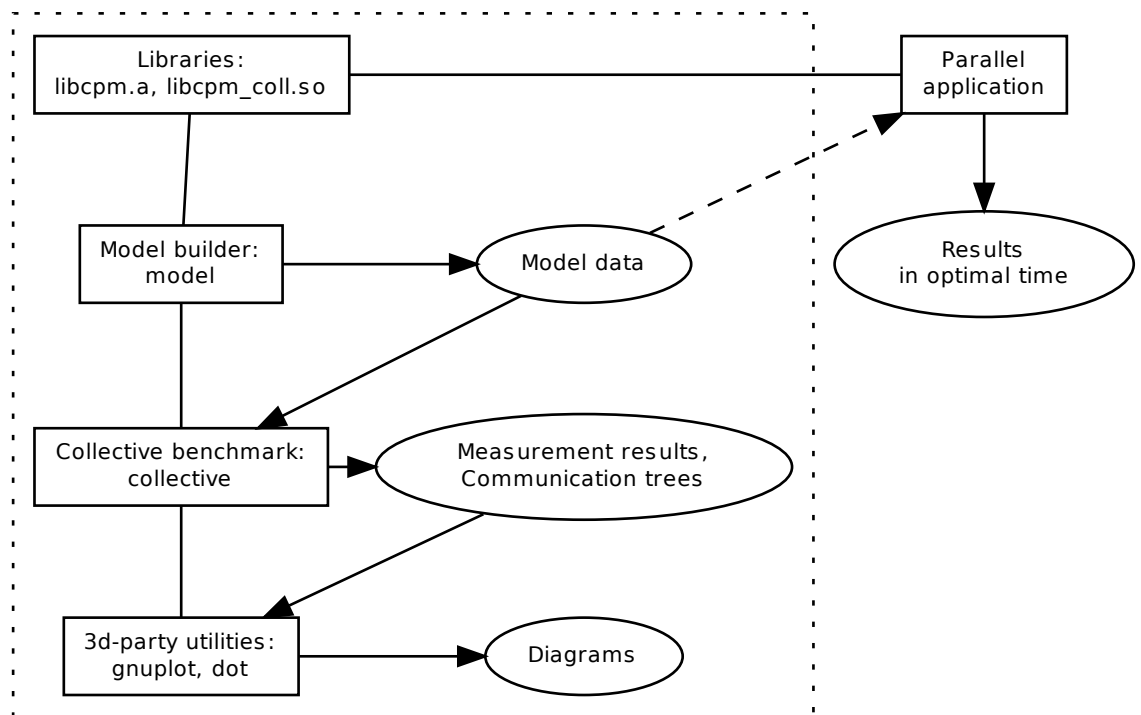 Libraries:
libcpm.a, libcpm_coll.so
Parallel
application
Model builder:
model
Model data
Results
in optimal time
Collective benchmark:
collective
Measurement results,
Communication trees
3d-party utilities:
gnuplot, dot
Diagrams